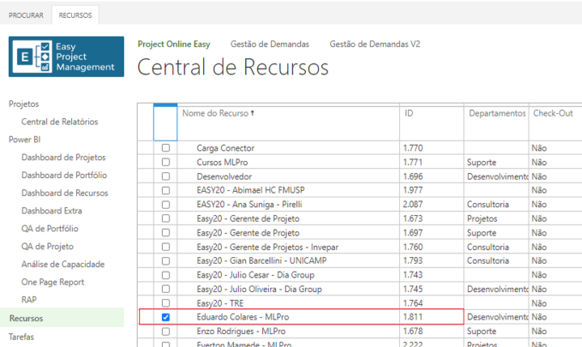 PROCURAR RECURSOS
E Easy
Project
Management
Project Online Easy Gestão de Demandas Gestão de Demandas V2
Central de Recursos
Projetos
Central de Relatórios
Power BI
Dashboard de Projetos
Dashboard de Portfólio
Dashboard de Recursos
Dashboard Extra
QA de Portfólio
QA de Projeto
Análise de Capacidade
One Page Report
RAP
Recursos
Tarefas
Nome do Recurso ↑ ID Departamentos Check-Out
Carga Conector 1.770 Não
Cursos MLPro 1.771 Suporte Não
Desenvolvedor 1.696 Desenvolvimento Não
EASY20 - Abimael HC FMUSP 1.977 Não
EASY20 - Ana Suniga - Pirelli 2.087 Consultoria Não
Easy20 - Gerente de Projeto 1.673 Projetos Não
Easy20 - Gerente de Projeto 1.697 Suporte Não
Easy20 - Gerente de Projetos - Invepar 1.760 Consultoria Não
Easy20 - Gian Barcellini - UNICAMP 1.793 Consultoria Não
Easy20 - Julio Cesar - Dia Group 1.743 Não
Easy20 - Julio Oliveira - Dia Group 1.745 Desenvolvimento Não
Easy20 - TRE 1.764 Não
Eduardo Colares - MLPro 1.811 Desenvolvimento Não
Enzo Rodrigues - MLPro 1.678 Suporte Não
Everton Mamede - MLPro 2.222 Projetos Não